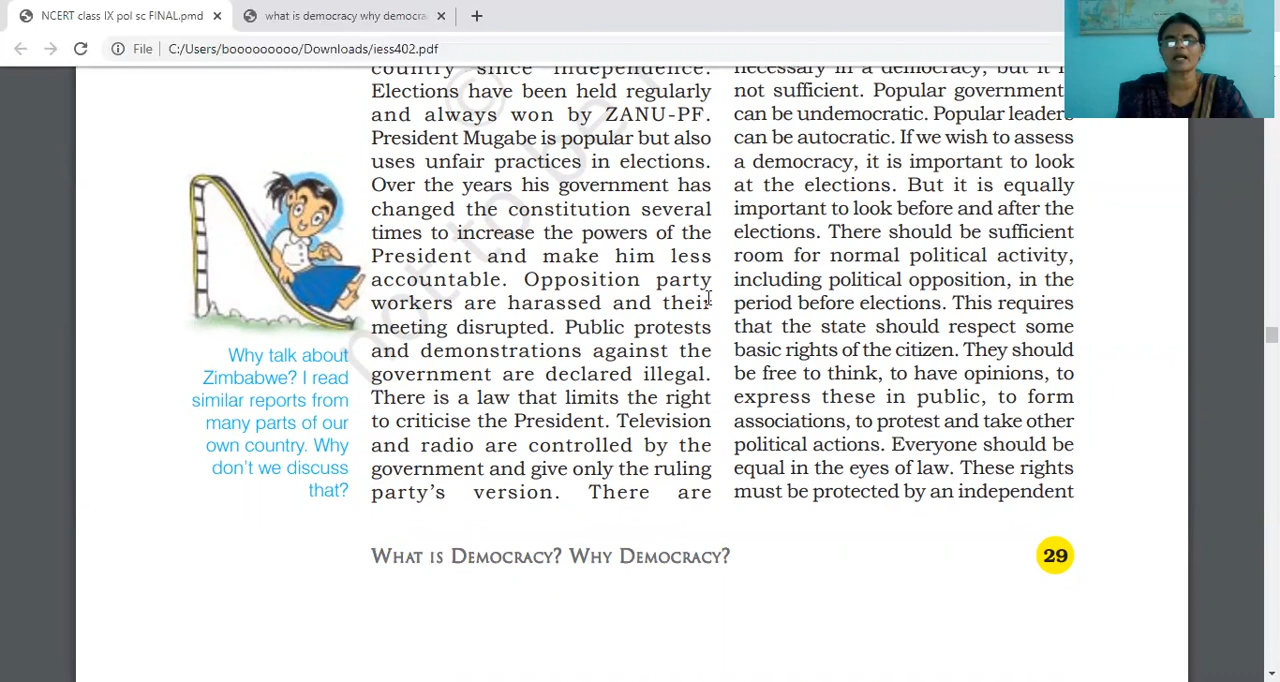 NCERT class IX pol sc FINAL.pmd
what is democracy why democra
File
C:/Users/booooooooo/Downloads/iess402.pdf
country since independence.
Elections have been held regularly
and always won by ZANU-PF.
President Mugabe is popular but also
uses unfair practices in elections.
Over the years his government has
changed the constitution several
times to increase the powers of the
President and make him less
accountable. Opposition party
workers are harassed and their
meeting disrupted. Public protests
and demonstrations against the
government are declared illegal.
There is a law that limits the right
to criticise the President. Television
and radio are controlled by the
government and give only the ruling
party's version. There are
necessary in a democracy, but it
not sufficient. Popular government
can be undemocratic. Popular leaders
can be autocratic. If we wish to assess
a democracy, it is important to look
at the elections. But it is equally
important to look before and after the
elections. There should be sufficient
room for normal political activity,
including political opposition, in the
period before elections. This requires
that the state should respect some
basic rights of the citizen. They should
be free to think, to have opinions, to
express these in public, to form
associations, to protest and take other
political actions. Everyone should be
equal in the eyes of law. These rights
must be protected by an independent
Why talk about
Zimbabwe? I read
similar reports from
many parts of our
own country. Why
don't we discuss
that?
not to be
©
WHAT IS DEMOCRACY? WHY DEMOCRACY?
29